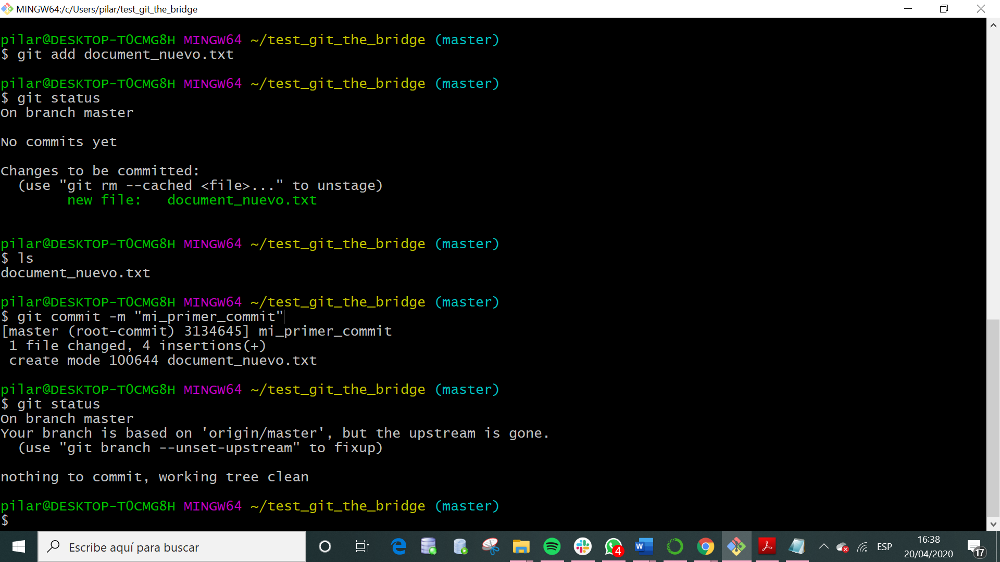 MINGW64:/c/Users/pilar/test_git_the_bridge
pilar@DESKTOP-T0CMG8H MINGW64 ~/test_git_the_bridge (master)
$ git add document_nuevo.txt
pilar@DESKTOP-T0CMG8H MINGW64 ~/test_git_the_bridge (master)
$ git status
On branch master
No commits yet
Changes to be committed:
  (use "git rm --cached <file>..." to unstage)
        new file:   document_nuevo.txt
pilar@DESKTOP-T0CMG8H MINGW64 ~/test_git_the_bridge (master)
$ ls
document_nuevo.txt
pilar@DESKTOP-T0CMG8H MINGW64 ~/test_git_the_bridge (master)
$ git commit -m "mi_primer_commit"
[master (root-commit) 3134645] mi_primer_commit
 1 file changed, 4 insertions(+)
 create mode 100644 document_nuevo.txt
pilar@DESKTOP-T0CMG8H MINGW64 ~/test_git_the_bridge (master)
$ git status
On branch master
Your branch is based on 'origin/master', but the upstream is gone.
  (use "git branch --unset-upstream" to fixup)
nothing to commit, working tree clean
pilar@DESKTOP-T0CMG8H MINGW64 ~/test_git_the_bridge (master)
$
Escribe aquí para buscar
4
W
ESP
16:38
20/04/2020
17